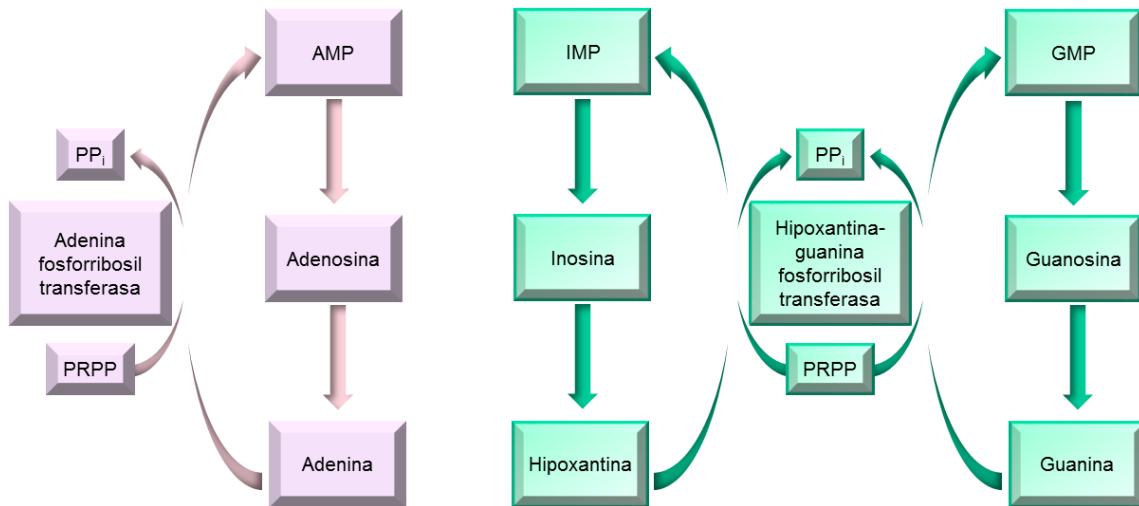 AMP
IMP
GMP
PPi
PPi
Adenina
fosforribosil
transferasa
Adenosina
Inosina
Hipoxantina-
guanina
fosforribosil
transferasa
Guanosina
PRPP
PRPP
Adenina
Hipoxantina
Guanina